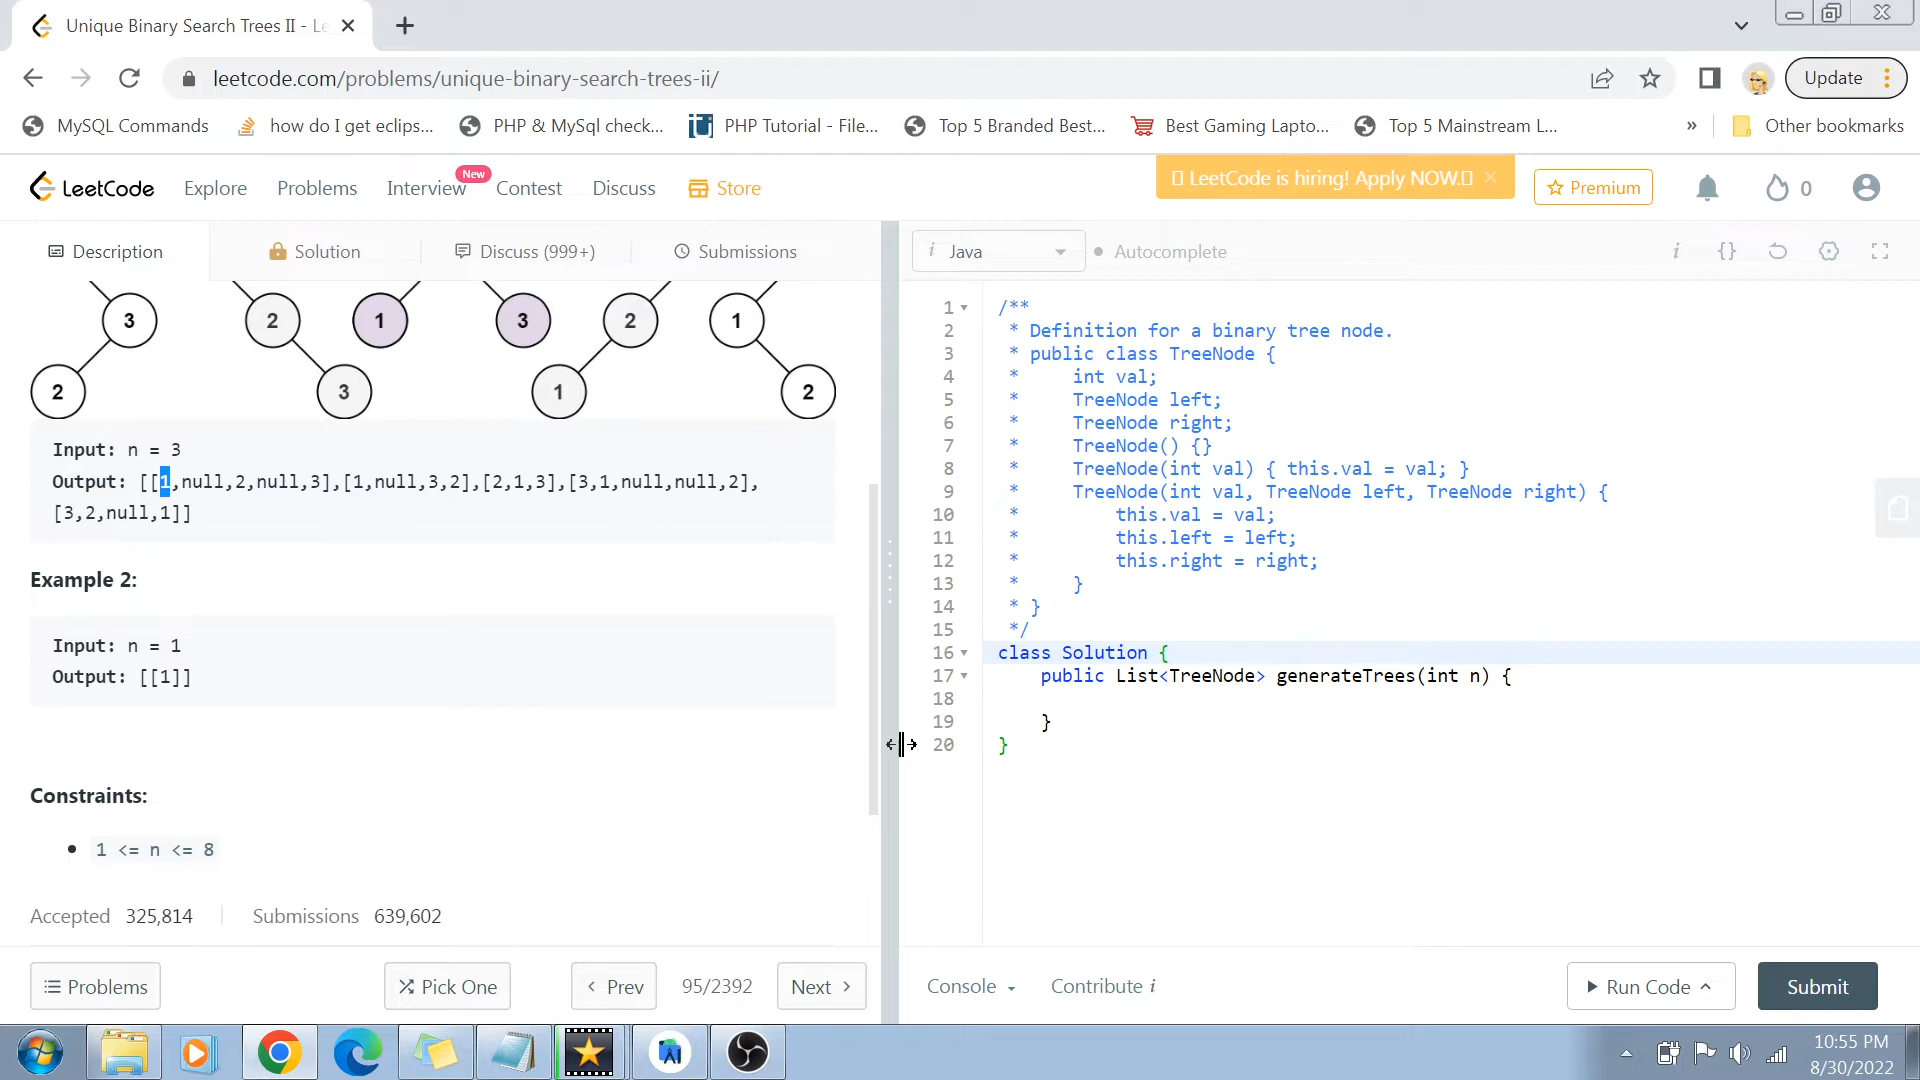 Unique Binary Search Trees II - Le
leetcode.com/problems/unique-binary-search-trees-ii/
Update
MySQL Commands
how do I get eclips...
PHP & MySql check...
PHP Tutorial - File...
Top 5 Branded Best...
Best Gaming Lapto...
Top 5 Mainstream L...
»
Other bookmarks
LeetCode
Explore
Problems
Interview
New
Contest
Discuss
Store
LeetCode is hiring! Apply NOW.
Premium
0
Description
Solution
Discuss (999+)
Submissions
3 2 1 3 2 1
2 3 1 2
Input: n = 3
Output: [[1,null,2,null,3],[1,null,3,2],[2,1,3],[3,1,null,null,2],
[3,2,null,1]]
Example 2:
Input: n = 1
Output: [[1]]
Constraints:
1 <= n <= 8
Accepted 325,814
Submissions 639,602
Problems
Pick One
Prev
95/2392
Next
i Java
Autocomplete
1 /**
2 * Definition for a binary tree node.
3 * public class TreeNode {
4 *     int val;
5 *     TreeNode left;
6 *     TreeNode right;
7 *     TreeNode() {}
8 *     TreeNode(int val) { this.val = val; }
9 *     TreeNode(int val, TreeNode left, TreeNode right) {
10 *         this.val = val;
11 *         this.left = left;
12 *         this.right = right;
13 *     }
14 * }
15 */
16 class Solution {
17     public List<TreeNode> generateTrees(int n) {
18
19     }
20 }
Console
Contribute i
Run Code
Submit
10:55 PM
8/30/2022